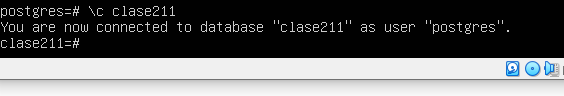 postgres=# \c clase211
You are now connected to database "clase211" as user "postgres".
clase211=#